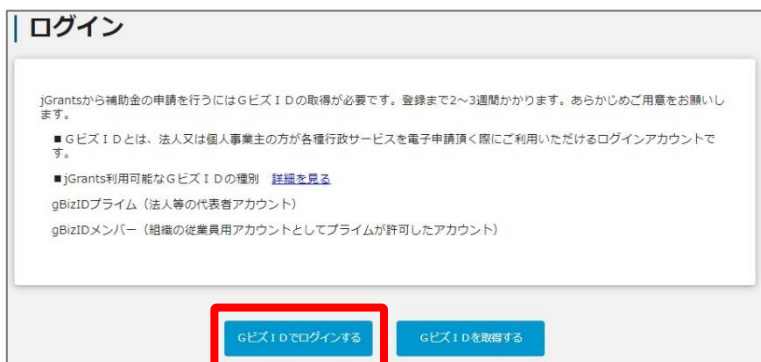 ログイン
jGrantsから補助金の申請を行うにはGビズIDの取得が必要です。登録まで2～3週間かかります。あらかじめご用意をお願いし
ます。
■GビズIDとは、法人又は個人事業主の方が各種行政サービスを電子申請頂く際にご利用いただけるログインアカウントで
す。
■jGrants利用可能なGビズIDの種別 詳細を見る
gBizIDプライム（法人等の代表者アカウント）
gBizIDメンバー（組織の従業員用アカウントとしてプライムが許可したアカウント）
GビズIDでログインする GビズIDを取得する